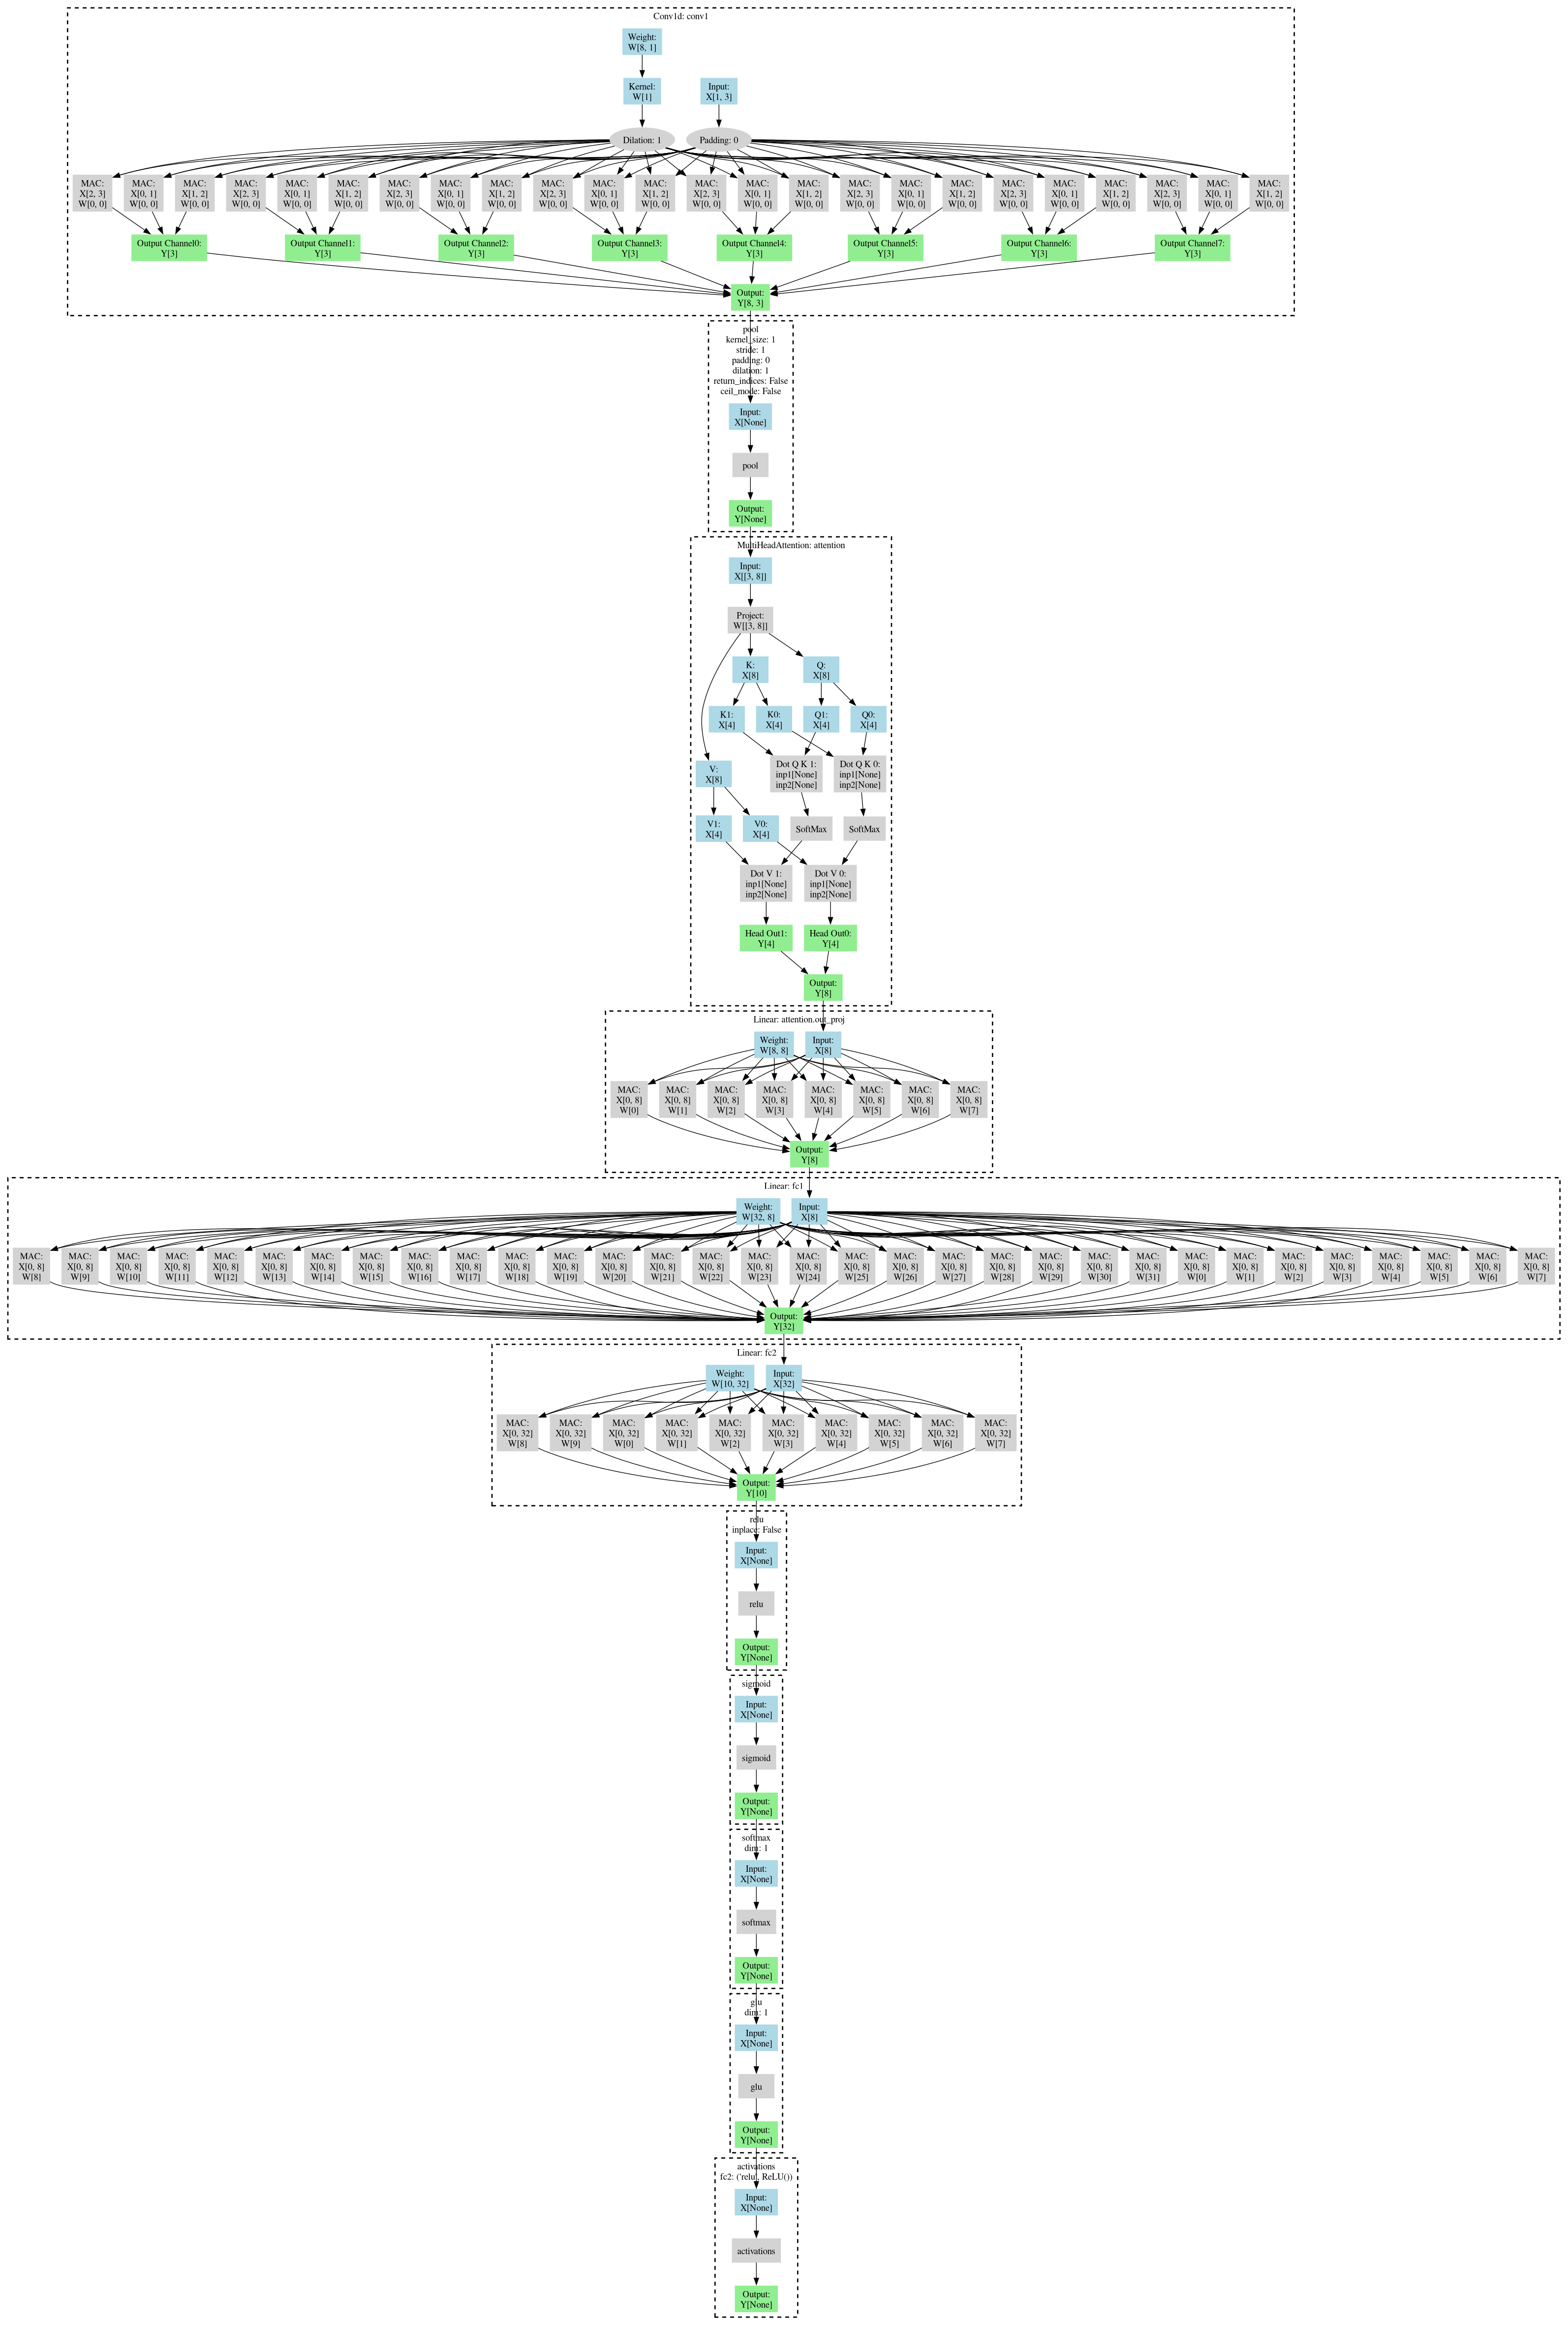 Conv1d: conv1
Weight:
W[8, 1]
Kernel:
W[1]
Input:
X[1, 3]
Dilation: 1
Padding: 0
MAC:
X[2, 3]
W[0, 0]
MAC:
X[0, 1]
W[0, 0]
MAC:
X[1, 2]
W[0, 0]
MAC:
X[2, 3]
W[0, 0]
MAC:
X[0, 1]
W[0, 0]
MAC:
X[1, 2]
W[0, 0]
MAC:
X[2, 3]
W[0, 0]
MAC:
X[0, 1]
W[0, 0]
MAC:
X[1, 2]
W[0, 0]
MAC:
X[2, 3]
W[0, 0]
MAC:
X[0, 1]
W[0, 0]
MAC:
X[1, 2]
W[0, 0]
MAC:
X[2, 3]
W[0, 0]
MAC:
X[0, 1]
W[0, 0]
MAC:
X[1, 2]
W[0, 0]
MAC:
X[2, 3]
W[0, 0]
MAC:
X[0, 1]
W[0, 0]
MAC:
X[1, 2]
W[0, 0]
MAC:
X[2, 3]
W[0, 0]
MAC:
X[0, 1]
W[0, 0]
MAC:
X[1, 2]
W[0, 0]
MAC:
X[2, 3]
W[0, 0]
MAC:
X[0, 1]
W[0, 0]
MAC:
X[1, 2]
W[0, 0]
Output Channel0:
Y[3]
Output Channel1:
Y[3]
Output Channel2:
Y[3]
Output Channel3:
Y[3]
Output Channel4:
Y[3]
Output Channel5:
Y[3]
Output Channel6:
Y[3]
Output Channel7:
Y[3]
Output:
Y[8, 3]
pool
kernel_size: 1
stride: 1
padding: 0
dilation: 1
return_indices: False
ceil_mode: False
Input:
X[None]
pool
Output:
Y[None]
MultiHeadAttention: attention
Input:
X[[3, 8]]
Project:
W[[3, 8]]
K:
X[8]
Q:
X[8]
K1:
X[4]
K0:
X[4]
Q1:
X[4]
Q0:
X[4]
V:
X[8]
Dot Q K 1:
inp1[None]
inp2[None]
Dot Q K 0:
inp1[None]
inp2[None]
V1:
X[4]
V0:
X[4]
SoftMax
SoftMax
Dot V 1:
inp1[None]
inp2[None]
Dot V 0:
inp1[None]
inp2[None]
Head Out1:
Y[4]
Head Out0:
Y[4]
Output:
Y[8]
Linear: attention.out_proj
Weight:
W[8, 8]
Input:
X[8]
MAC:
X[0, 8]
W[0]
MAC:
X[0, 8]
W[1]
MAC:
X[0, 8]
W[2]
MAC:
X[0, 8]
W[3]
MAC:
X[0, 8]
W[4]
MAC:
X[0, 8]
W[5]
MAC:
X[0, 8]
W[6]
MAC:
X[0, 8]
W[7]
Output:
Y[8]
Linear: fc1
Weight:
W[32, 8]
Input:
X[8]
MAC:
X[0, 8]
W[8]
MAC:
X[0, 8]
W[9]
MAC:
X[0, 8]
W[10]
MAC:
X[0, 8]
W[11]
MAC:
X[0, 8]
W[12]
MAC:
X[0, 8]
W[13]
MAC:
X[0, 8]
W[14]
MAC:
X[0, 8]
W[15]
MAC:
X[0, 8]
W[16]
MAC:
X[0, 8]
W[17]
MAC:
X[0, 8]
W[18]
MAC:
X[0, 8]
W[19]
MAC:
X[0, 8]
W[20]
MAC:
X[0, 8]
W[21]
MAC:
X[0, 8]
W[22]
MAC:
X[0, 8]
W[23]
MAC:
X[0, 8]
W[24]
MAC:
X[0, 8]
W[25]
MAC:
X[0, 8]
W[26]
MAC:
X[0, 8]
W[27]
MAC:
X[0, 8]
W[28]
MAC:
X[0, 8]
W[29]
MAC:
X[0, 8]
W[30]
MAC:
X[0, 8]
W[31]
MAC:
X[0, 8]
W[0]
MAC:
X[0, 8]
W[1]
MAC:
X[0, 8]
W[2]
MAC:
X[0, 8]
W[3]
MAC:
X[0, 8]
W[4]
MAC:
X[0, 8]
W[5]
MAC:
X[0, 8]
W[6]
MAC:
X[0, 8]
W[7]
Output:
Y[32]
Linear: fc2
Weight:
W[10, 32]
Input:
X[32]
MAC:
X[0, 32]
W[8]
MAC:
X[0, 32]
W[9]
MAC:
X[0, 32]
W[0]
MAC:
X[0, 32]
W[1]
MAC:
X[0, 32]
W[2]
MAC:
X[0, 32]
W[3]
MAC:
X[0, 32]
W[4]
MAC:
X[0, 32]
W[5]
MAC:
X[0, 32]
W[6]
MAC:
X[0, 32]
W[7]
Output:
Y[10]
relu
inplace: False
Input:
X[None]
relu
Output:
Y[None]
sigmoid
Input:
X[None]
sigmoid
Output:
Y[None]
softmax
dim: 1
Input:
X[None]
softmax
Output:
Y[None]
glu
dim: 1
Input:
X[None]
glu
Output:
Y[None]
activations
fc2: ('relu', ReLU())
Input:
X[None]
activations
Output:
Y[None]